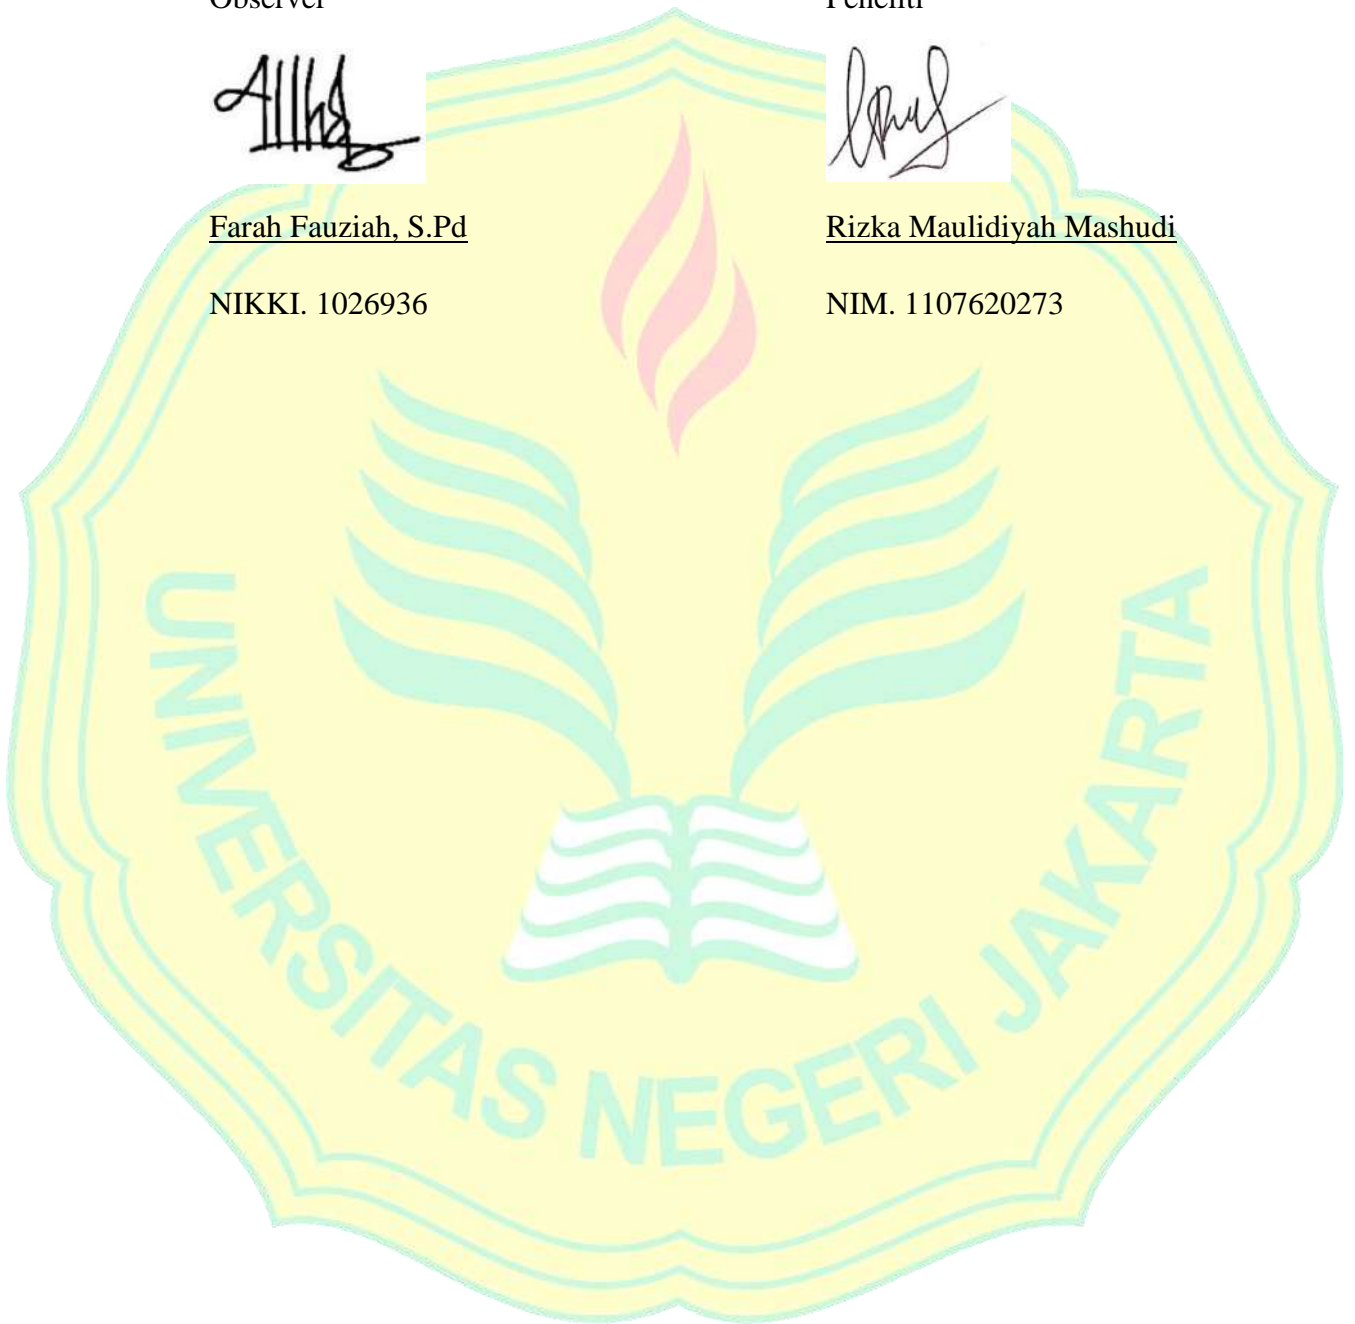 Observer Peneliti
Farah Fauziah, S.Pd Rizka Maulidiyah Mashudi
NIKKI. 1026936 NIM. 1107620273
UNIVERSITAS NEGERI JAKARTA